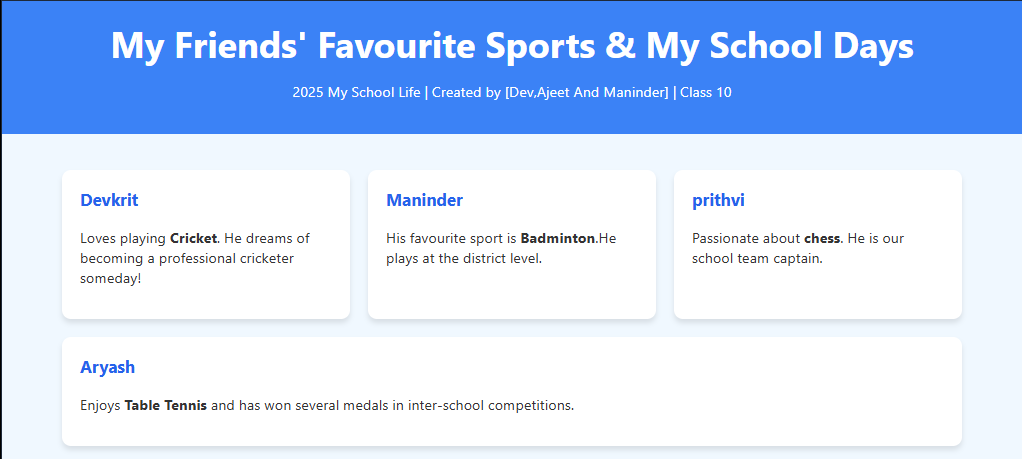 My Friends' Favourite Sports & My School Days
2025 My School Life | Created by [Dev,Ajeet And Maninder] | Class 10
Devkrit
Loves playing Cricket. He dreams of
becoming a professional cricketer
someday!
Maninder
His favourite sport is Badminton.He
plays at the district level.
prithvi
Passionate about chess. He is our
school team captain.
Aryash
Enjoys Table Tennis and has won several medals in inter-school competitions.